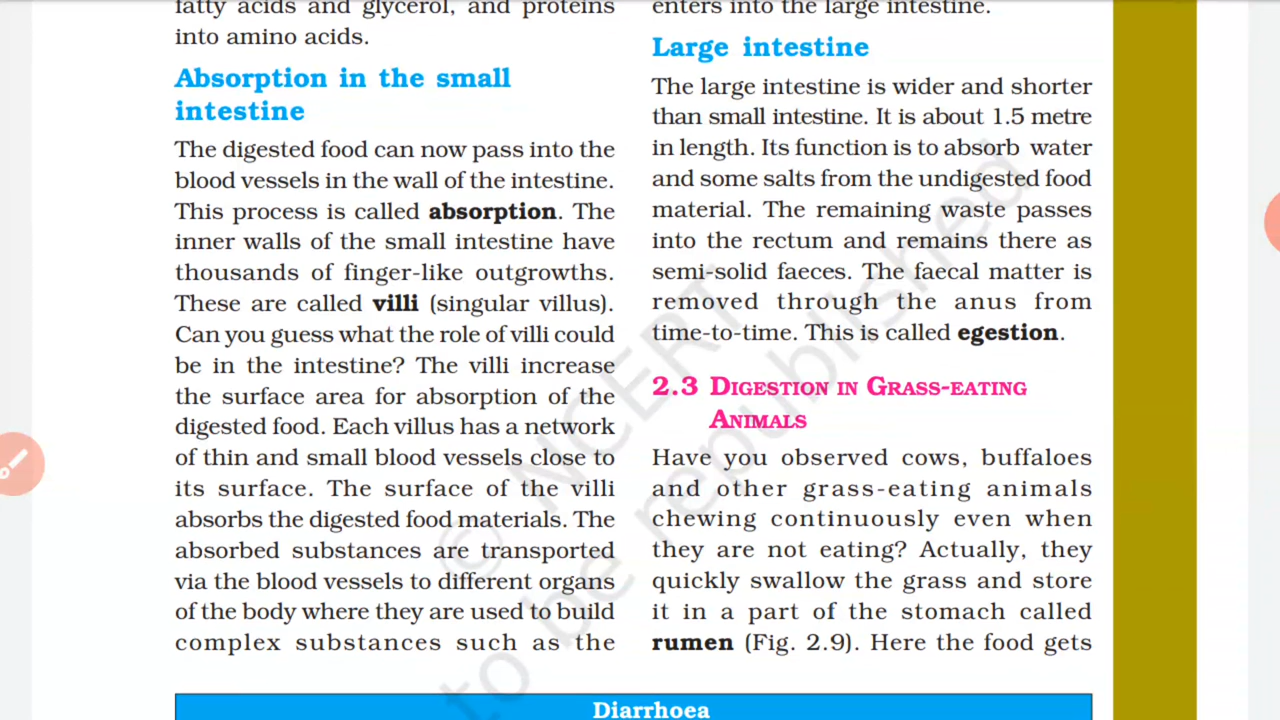 fatty acids and glycerol, and proteins
into amino acids.
Absorption in the small
intestine
The digested food can now pass into the
blood vessels in the wall of the intestine.
This process is called absorption. The
inner walls of the small intestine have
thousands of finger-like outgrowths.
These are called villi (singular villus).
Can you guess what the role of villi could
be in the intestine? The villi increase
the surface area for absorption of the
digested food. Each villus has a network
of thin and small blood vessels close to
its surface. The surface of the villi
absorbs the digested food materials. The
absorbed substances are transported
via the blood vessels to different organs
of the body where they are used to build
complex substances such as the
enters into the large intestine.
Large intestine
The large intestine is wider and shorter
than small intestine. It is about 1.5 metre
in length. Its function is to absorb water
and some salts from the undigested food
material. The remaining waste passes
into the rectum and remains there as
semi-solid faeces. The faecal matter is
removed through the anus from
time-to-time. This is called egestion.
2.3 DIGESTION IN GRASS-EATING
ANIMALS
Have you observed cows, buffaloes
and other grass-eating animals
chewing continuously even when
they are not eating? Actually, they
quickly swallow the grass and store
it in a part of the stomach called
rumen (Fig. 2.9). Here the food gets
Diarrhoea
© NCERT
to be republished